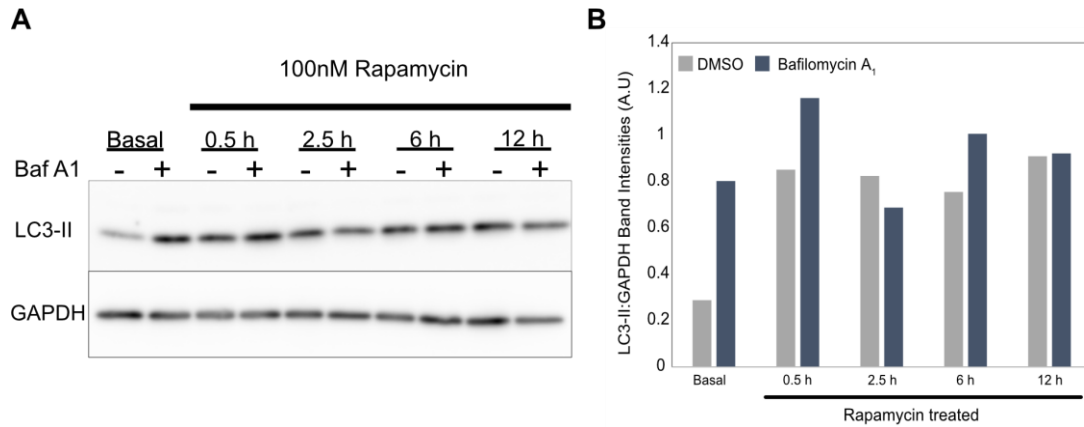 A
100nM Rapamycin
Basal 0.5 h 2.5 h 6 h 12 h
Baf A1 - + - + - + - + - +
LC3-II
GAPDH
B
LC3-II:GAPDH Band Intensities (A.U)
1.4
1.2
1
0.8
0.6
0.4
0.2
0
DMSO Bafilomycin A₁
Basal 0.5 h 2.5 h 6 h 12 h
Rapamycin treated